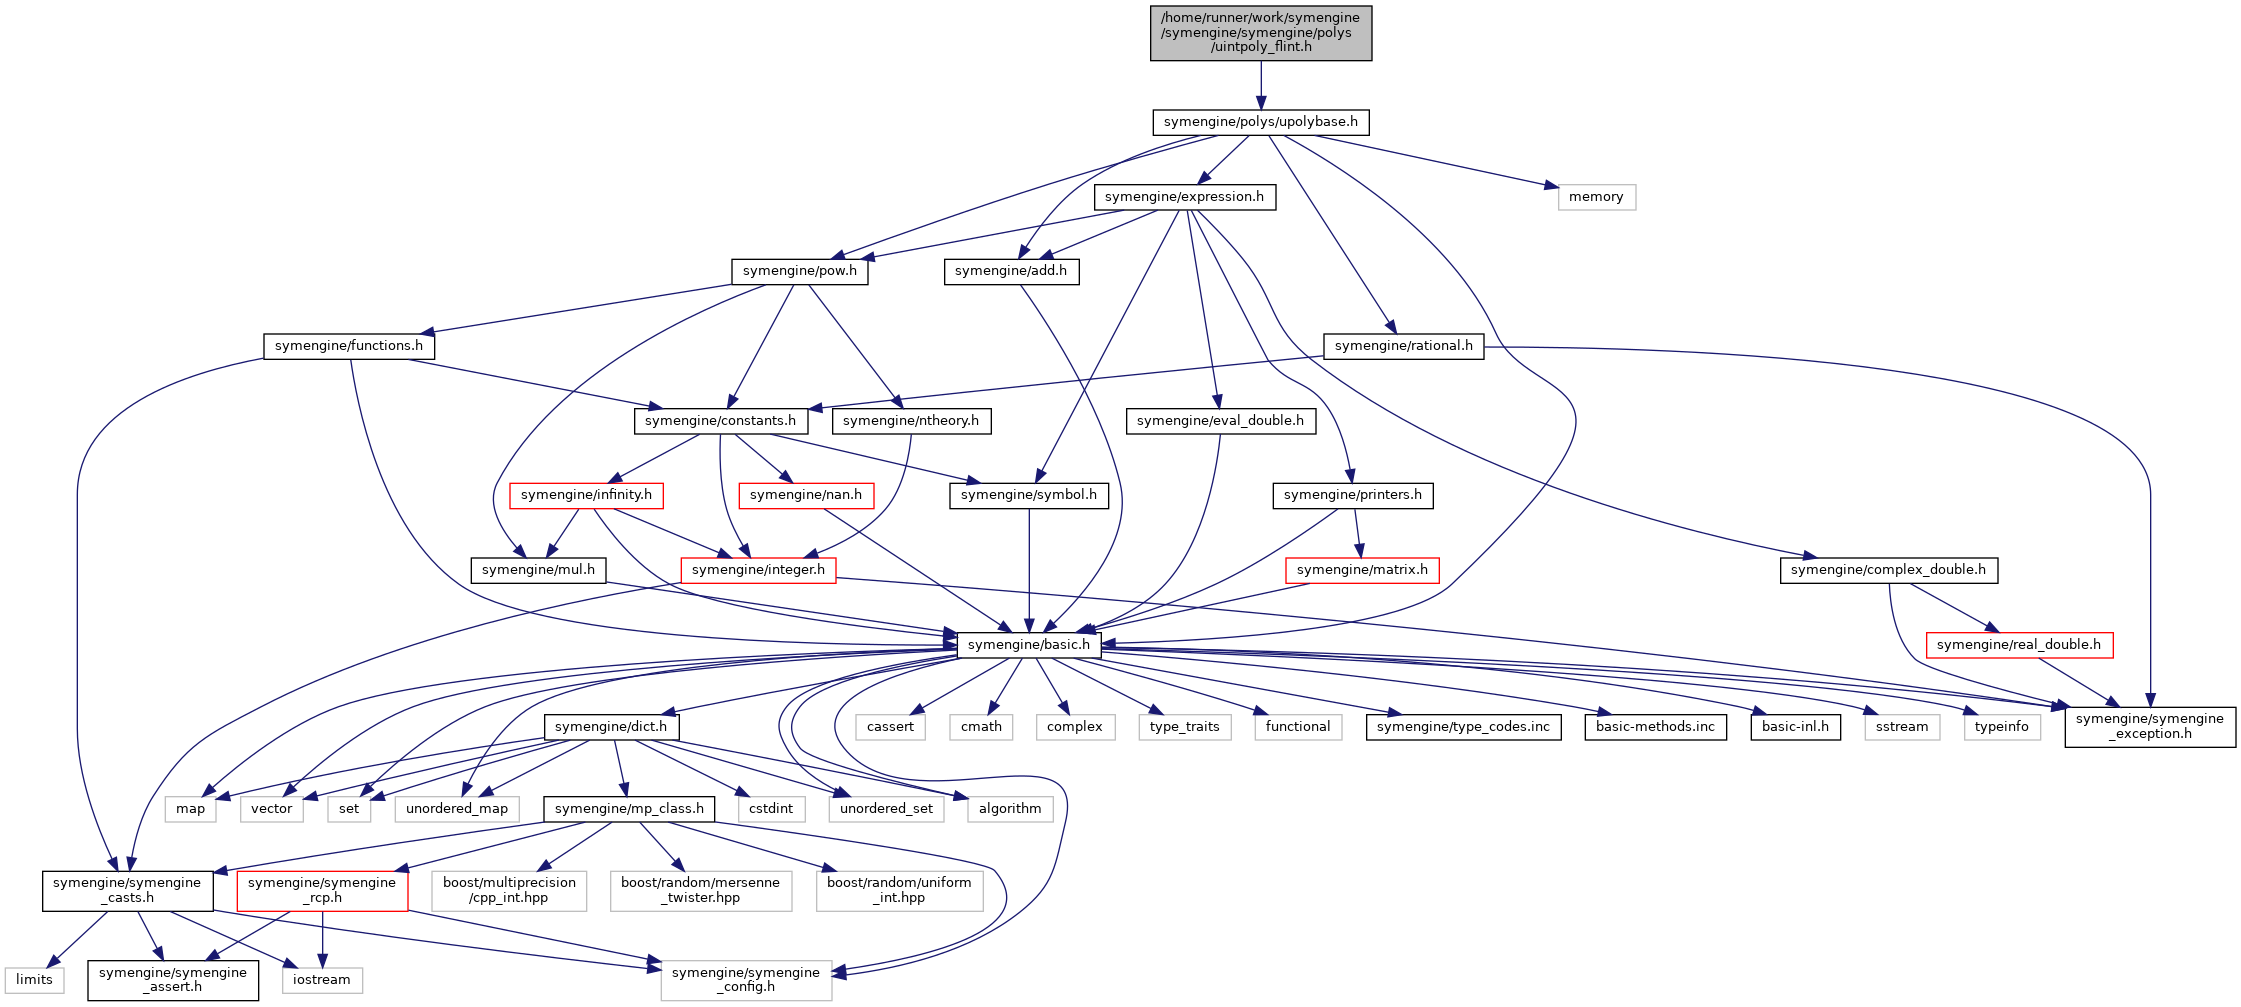 /home/runner/work/symengine
/symengine/symengine/polys
/uintpoly_flint.h
symengine/polys/upolybase.h
symengine/expression.h
memory
symengine/pow.h
symengine/add.h
symengine/functions.h
symengine/rational.h
symengine/constants.h
symengine/ntheory.h
symengine/eval_double.h
symengine/infinity.h
symengine/nan.h
symengine/symbol.h
symengine/printers.h
symengine/mul.h
symengine/integer.h
symengine/matrix.h
symengine/complex_double.h
symengine/basic.h
symengine/real_double.h
symengine/dict.h
cassert
cmath
complex
type_traits
functional
symengine/type_codes.inc
basic-methods.inc
basic-inl.h
sstream
typeinfo
symengine/symengine
_exception.h
map
vector
set
unordered_map
symengine/mp_class.h
cstdint
unordered_set
algorithm
symengine/symengine
_casts.h
symengine/symengine
_rcp.h
boost/multiprecision
/cpp_int.hpp
boost/random/mersenne
_twister.hpp
boost/random/uniform
_int.hpp
limits
symengine/symengine
_assert.h
iostream
symengine/symengine
_config.h